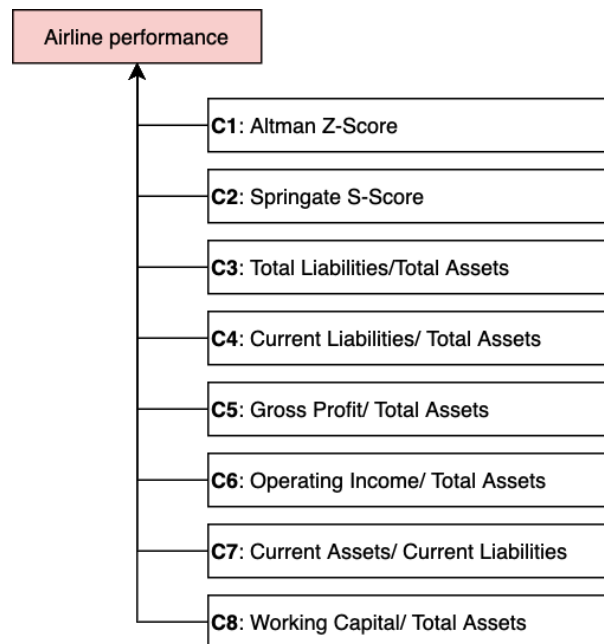 Airline performance
C1: Altman Z-Score
C2: Springate S-Score
C3: Total Liabilities/Total Assets
C4: Current Liabilities/ Total Assets
C5: Gross Profit/ Total Assets
C6: Operating Income/ Total Assets
C7: Current Assets/ Current Liabilities
C8: Working Capital/ Total Assets